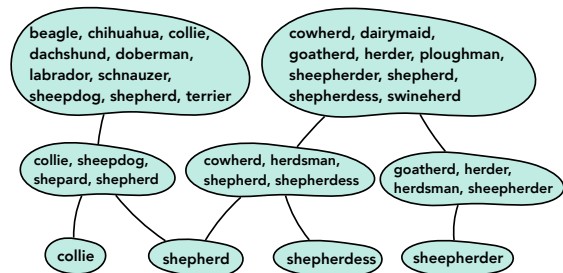 beagle, chihuahua, collie,
dachshund, doberman,
labrador, schnauzer,
sheepdog, shepherd, terrier
cowherd, dairymaid,
goatherd, herder, ploughman,
sheepherder, shepherd,
shepherdess, swineherd
collie, sheepdog,
shepard, shepherd
cowherd, herdsman,
shepherd, shepherdess
goatherd, herder,
herdsman, sheepherder
collie
shepherd
shepherdess
sheepherder